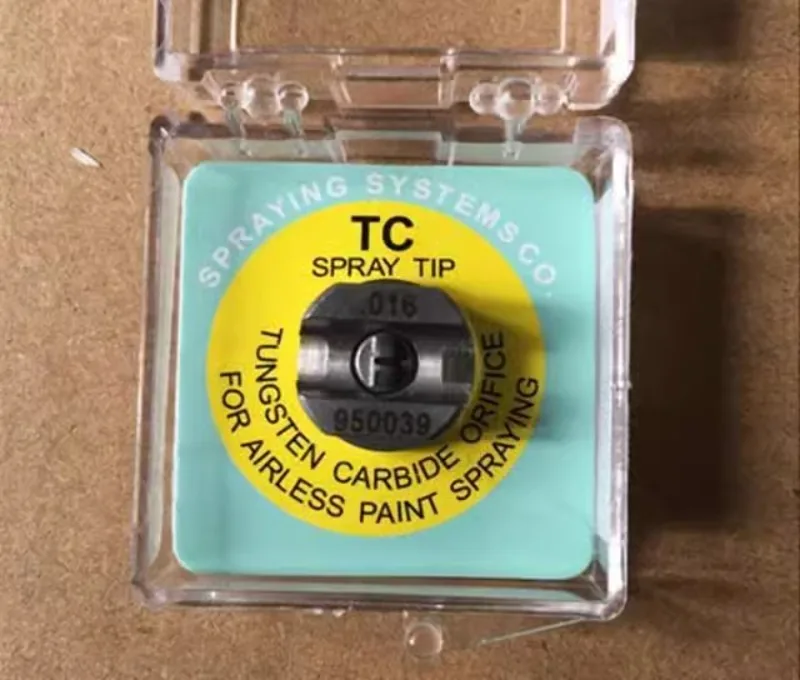 SPRAYING SYSTEMS CO
TC
SPRAY TIP
.016
950039
TUNGSTEN CARBIDE ORIFICE
FOR AIRLESS PAINT SPRAYING